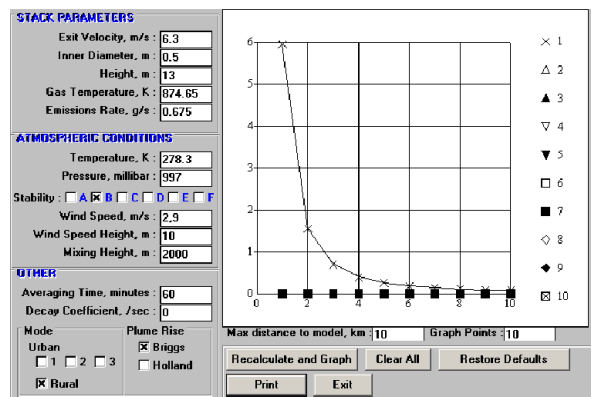 STACK PARAMETERS
Exit Velocity, m/s : 6.3
Inner Diameter, m : 0.5
Height, m : 13
Gas Temperature, K : 874.65
Emissions Rate, g/s : 0.675
ATMOSPHERIC CONDITIONS
Temperature, K : 278.3
Pressure, millibar : 997
Stability : A B C D E F
Wind Speed, m/s : 2,9
Wind Speed Height, m : 10
Mixing Height, m : 2000
OTHER
Averaging Time, minutes : 60
Decay Coefficient, /sec : 0
Mode
Urban
1 2 3
Rural
Plume Rise
Briggs
Holland
6
5
4
3
2
1
0
0 2 4 6 8 10
1
2
3
4
5
6
7
8
9
10
Max distance to model, km : 10 Graph Points : 10
Recalculate and Graph Clear All Restore Defaults
Print Exit